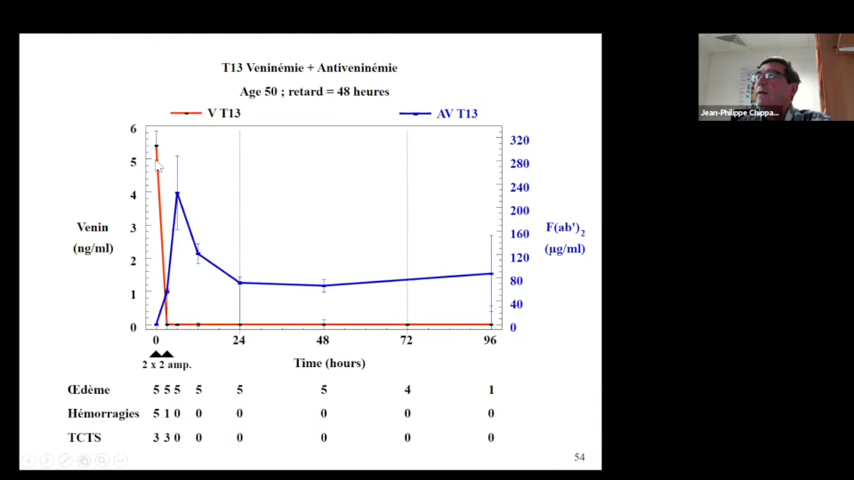 T13 Veninémie + Antiveninémie
Age 50 ; retard = 48 heures
V T13
AV T13
6
5
4
3
2
1
0
Venin
(ng/ml)
320
280
240
200
160
120
80
40
0
F(ab')2
(µg/ml)
0 24 48 72 96
2 x 2 amp.
Time (hours)
Œdème 5 5 5 5 5 5 4 1
Hémorragies 5 1 0 0 0 0 0 0
TCTS 3 3 0 0 0 0 0 0
54
Jean-Philippe Chippa...